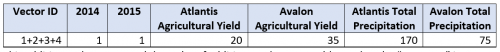 Vector ID 2014 2015 Atlantis Agricultural Yield Avalon Agricultural Yield Atlantis Total Precipitation Avalon Total Precipitation
1+2+3+4 1 1 20 35 170 75